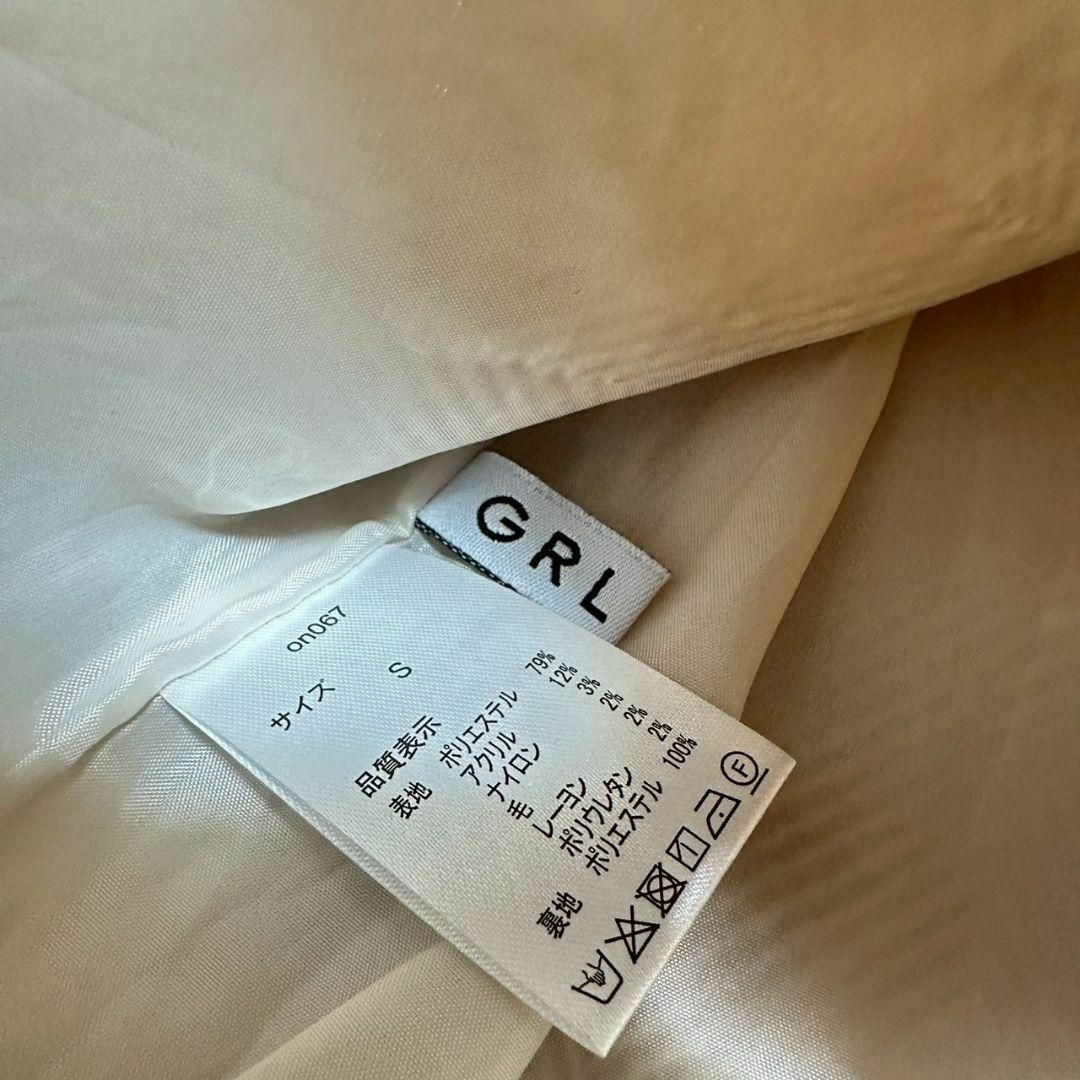 GRL
on067
サイズ S
品質表示
表地 ポリエステル 79%
アクリル 12%
ナイロン 3%
毛 2%
レーヨン 2%
ポリウレタン 2%
裏地 ポリエステル 100%
F